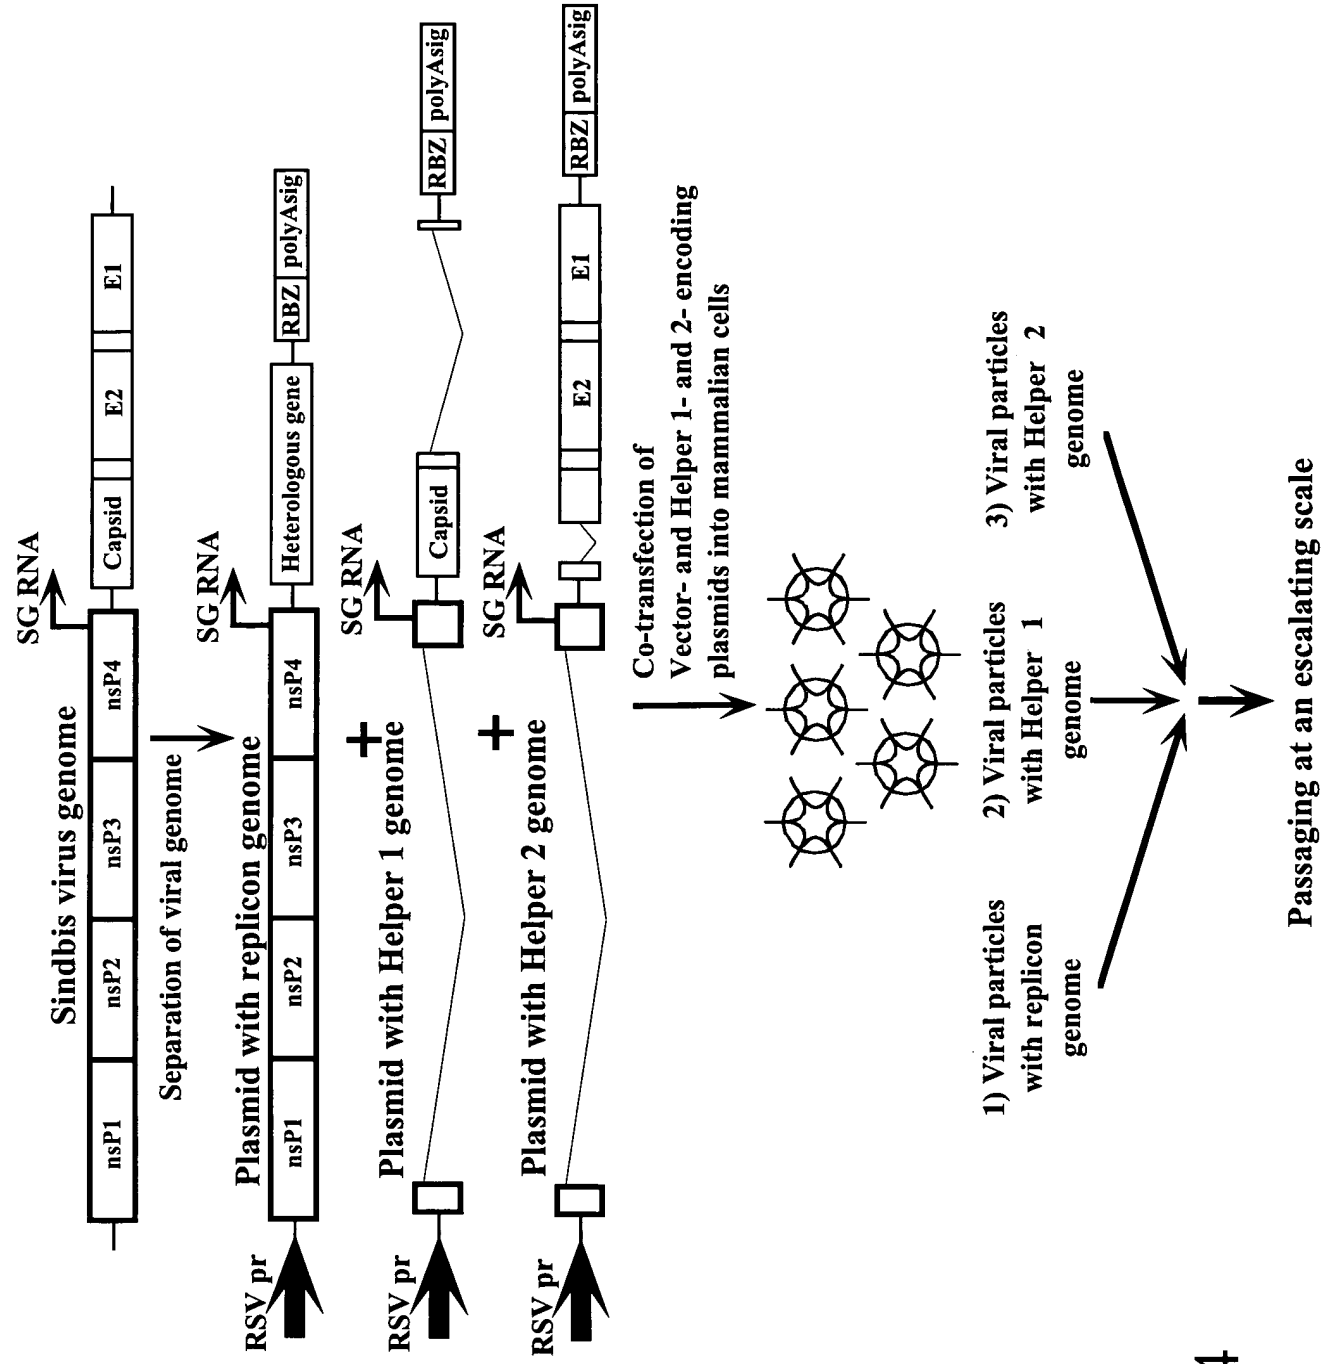 Sindbis virus genome
SG RNA
nsP1 nsP2 nsP3 nsP4 Capsid E2 E1
Separation of viral genome
Plasmid with replicon genome
SG RNA
RSV pr
nsP1 nsP2 nsP3 nsP4 Heterologous gene RBZ polyAsig
+
Plasmid with Helper 1 genome
SG RNA
RSV pr
Capsid RBZ polyAsig
+
Plasmid with Helper 2 genome
SG RNA
RSV pr
E2 E1 RBZ polyAsig
Co-transfection of
Vector- and Helper 1- and 2- encoding
plasmids into mammalian cells
1) Viral particles
with replicon
genome
2) Viral particles
with Helper 1
genome
3) Viral particles
with Helper 2
genome
Passaging at an escalating scale